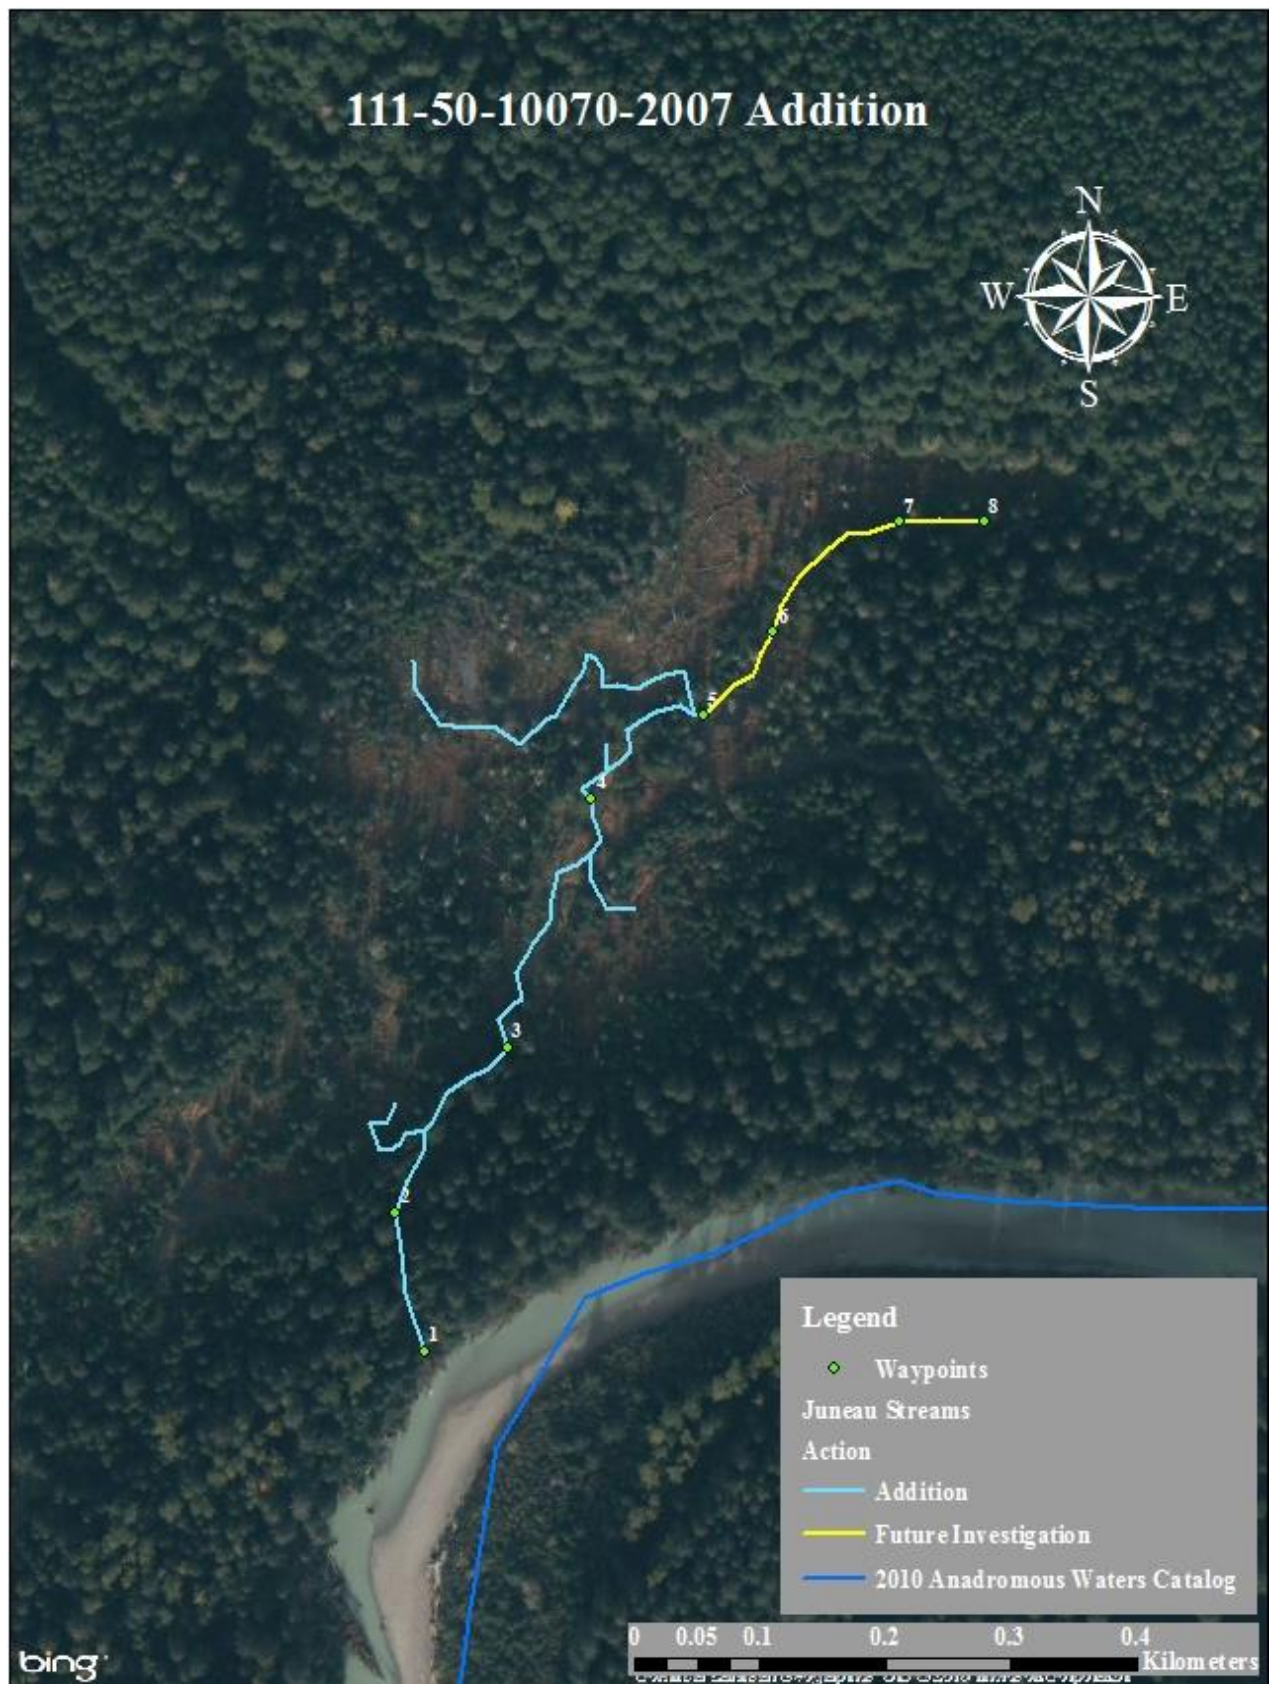 111-50-10070-2007 Addition
N
W E
S
7 8
6
5
4
3
2
1
Legend
Waypoints
Juneau Streams
Action
Addition
Future Investigation
2010 Anadromous Waters Catalog
0 0.05 0.1 0.2 0.3 0.4
Kilometers
bing